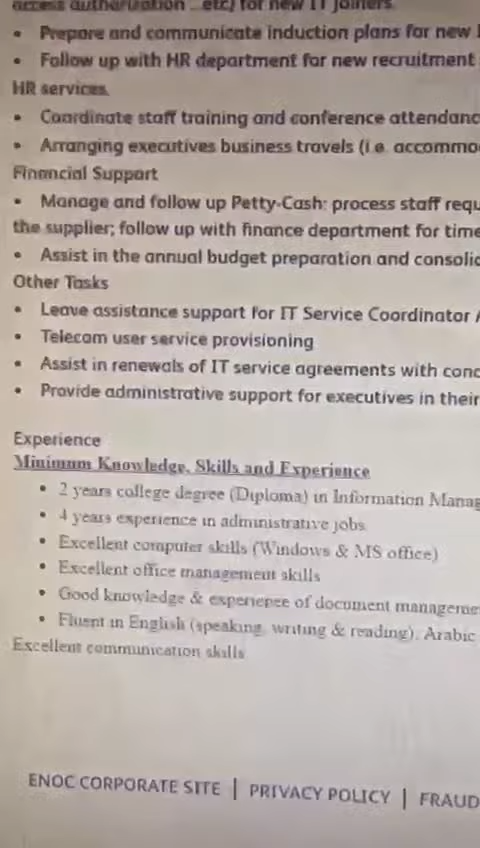 access authorization ...etc) for new IT joiners.
• Prepare and communicate induction plans for new
• Follow up with HR department for new recruitment
HR services.
• Coordinate staff training and conference attendanc
• Arranging executives business travels (i.e. accommo
Financial Support
• Manage and follow up Petty-Cash: process staff requ
the supplier; follow up with finance department for time
• Assist in the annual budget preparation and consolid
Other Tasks
• Leave assistance support for IT Service Coordinator
• Telecom user service provisioning
• Assist in renewals of IT service agreements with conc
• Provide administrative support for executives in their
Experience
Minimum Knowledge, Skills and Experience
• 2 years college degree (Diploma) in Information Manag
• 4 years experience in administrative jobs.
• Excellent computer skills (Windows & MS office)
• Excellent office management skills
• Good knowledge & experience of document manageme
• Fluent in English (speaking, writing & reading), Arabic
Excellent communication skills
ENOC CORPORATE SITE | PRIVACY POLICY | FRAUD